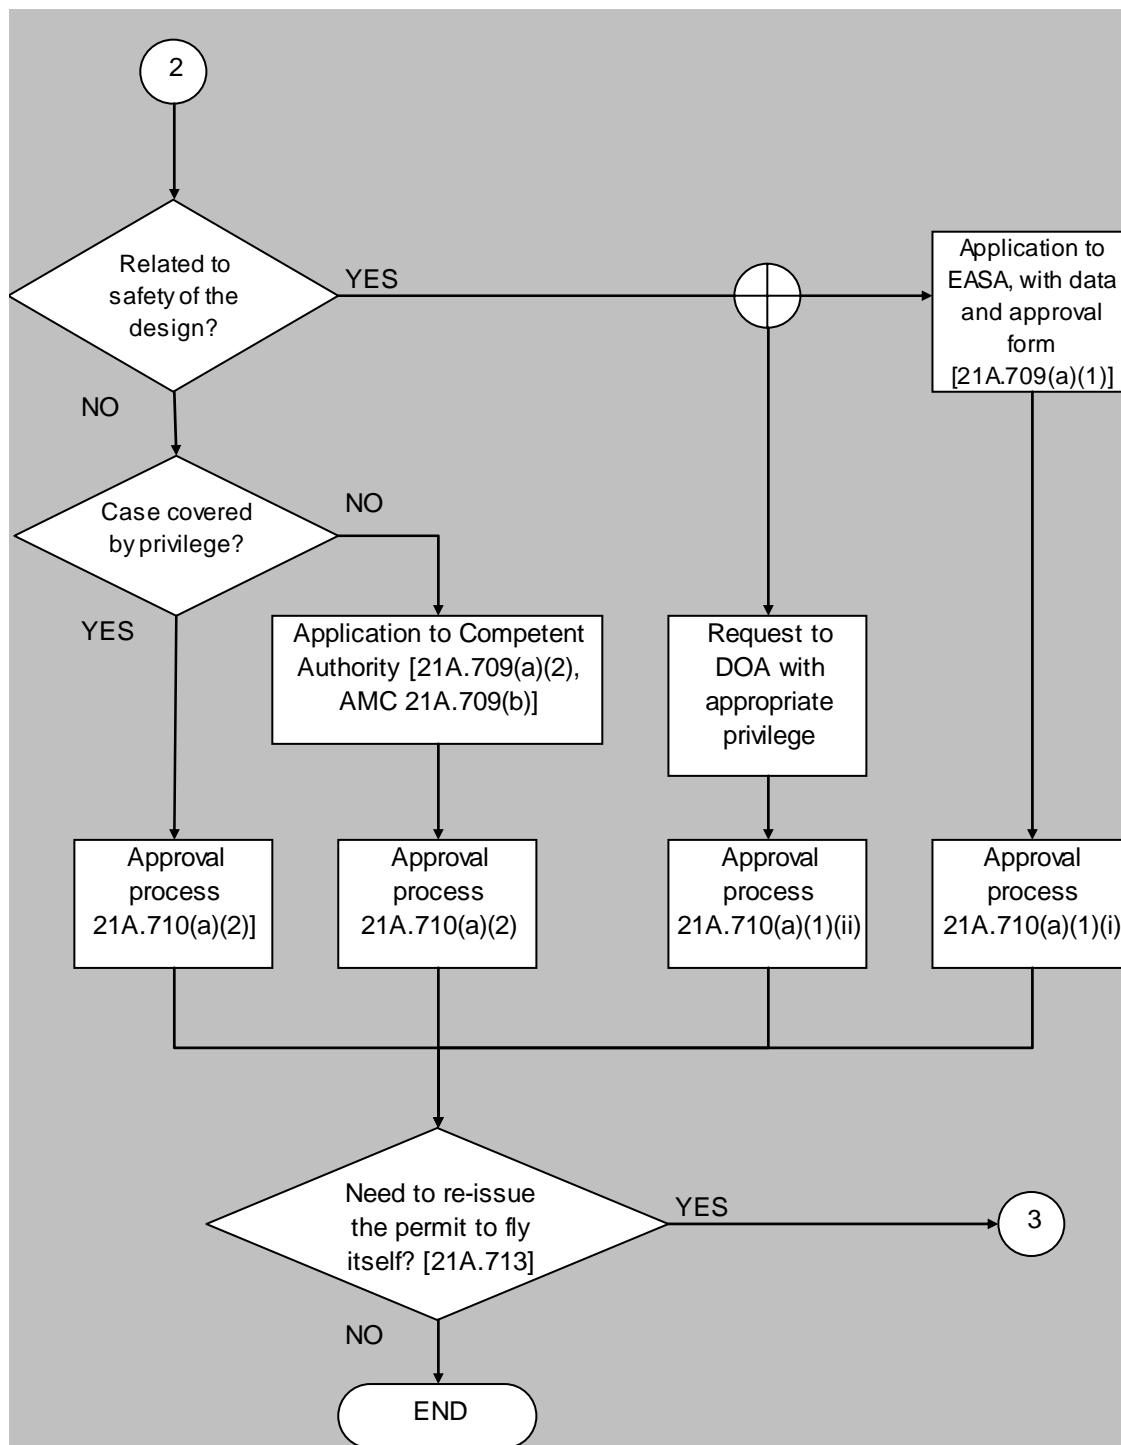 2
Related to
safety of the
design?
YES
NO
Application to
EASA, with data
and approval
form
[21A.709(a)(1)]
Case covered
by privilege?
NO
YES
Application to Competent
Authority [21A.709(a)(2),
AMC 21A.709(b)]
Request to
DOA with
appropriate
privilege
Approval
process
21A.710(a)(2)]
Approval
process
21A.710(a)(2)
Approval
process
21A.710(a)(1)(ii)
Approval
process
21A.710(a)(1)(i)
Need to re-issue
the permit to fly
itself? [21A.713]
YES
3
NO
END